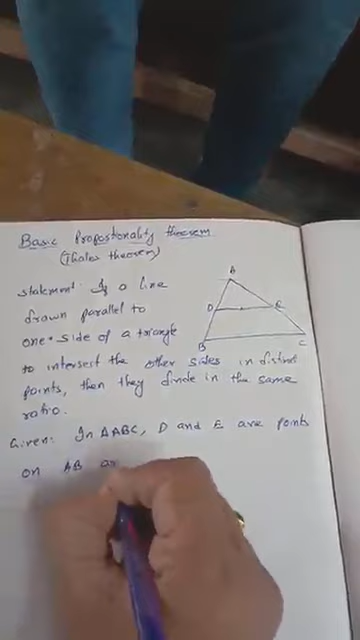 Basic Proportionality theorem
(Thales theorem)
Statement: If a line
drawn parallel to
one side of a triangle
to intersect the other sides in distinct
points, then they divide in the same
ratio.
A
D E
B C
Given: In ΔABC, D and E are points
on AB